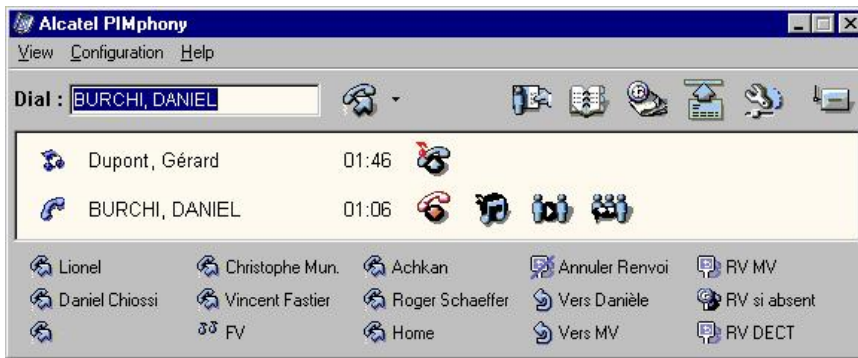 Alcatel PIMphony
View Configuration Help
Dial : BURCHI, DANIEL
Dupont, Gérard 01:46
BURCHI, DANIEL 01:06
Lionel Christophe Mun. Achkan Annuler Renvoi RV MV
Daniel Chiossi Vincent Fastier Roger Schaeffer Vers Danièle RV si absent
FV Home Vers MV RV DECT